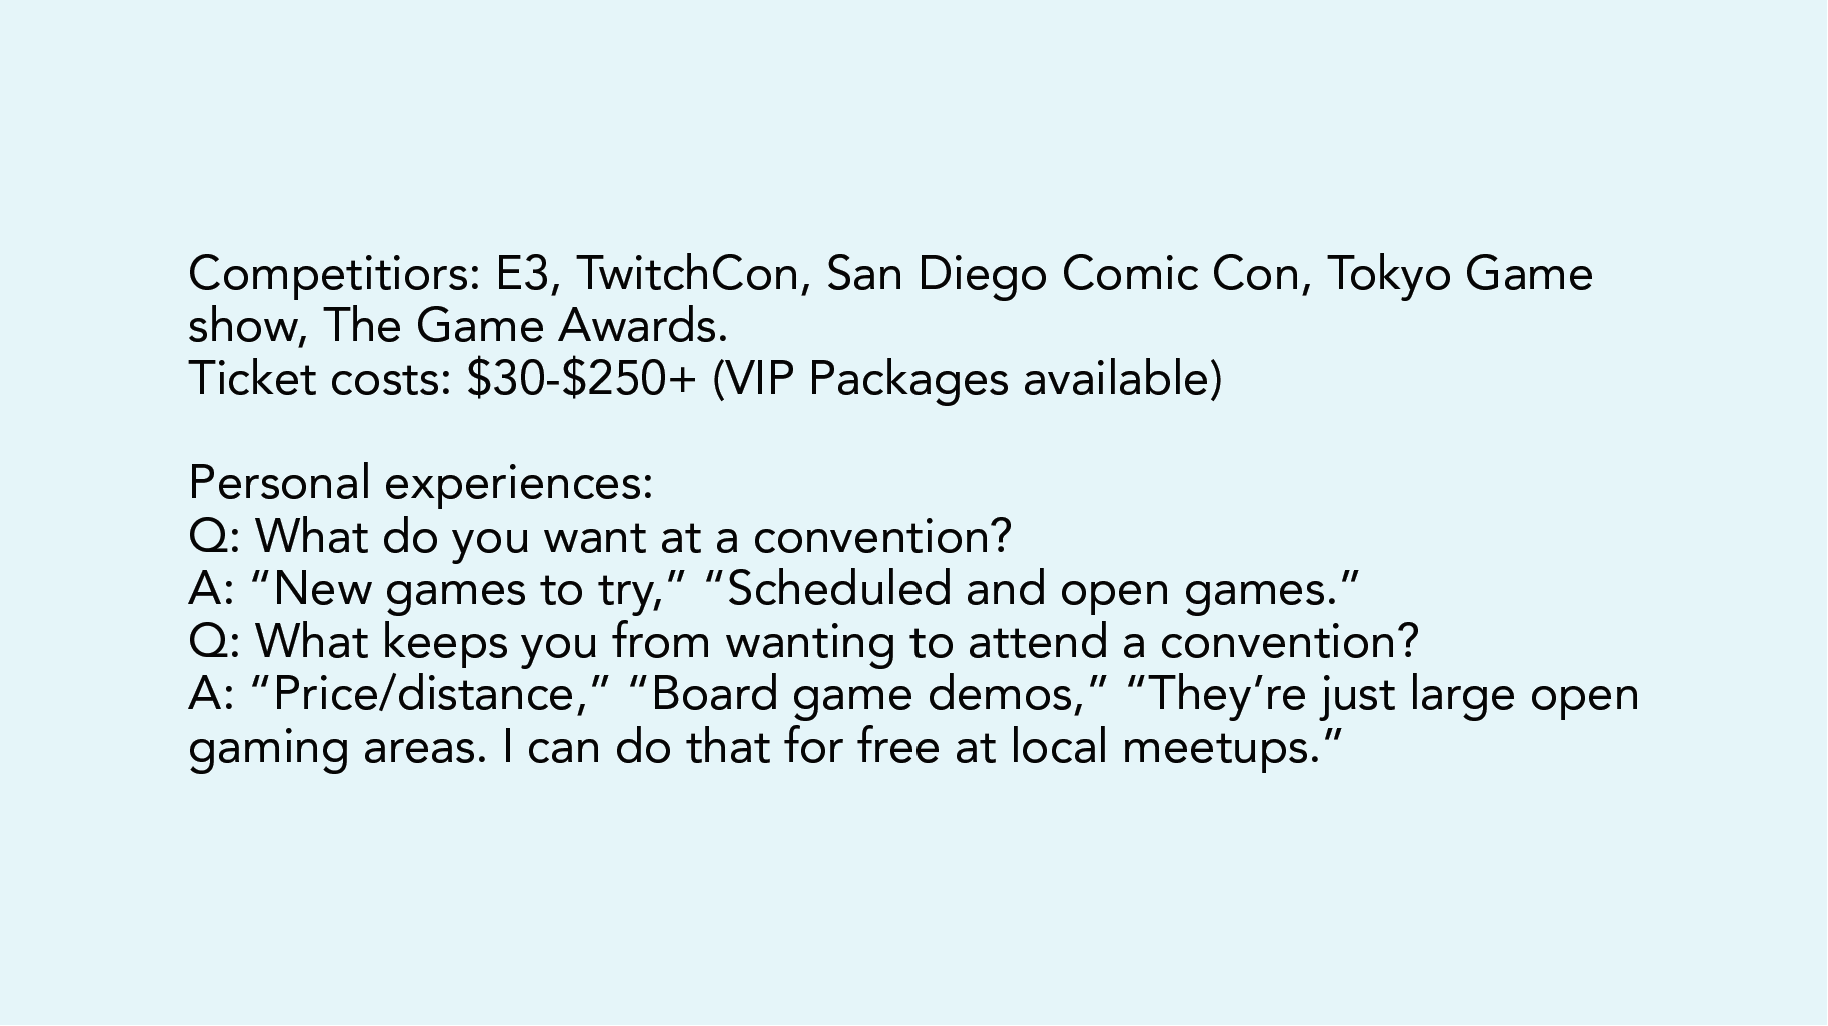 Competitiors: E3, TwitchCon, San Diego Comic Con, Tokyo Game
show, The Game Awards.
Ticket costs: $30-$250+ (VIP Packages available)
Personal experiences:
Q: What do you want at a convention?
A: “New games to try,” “Scheduled and open games.”
Q: What keeps you from wanting to attend a convention?
A: “Price/distance,” “Board game demos,” “They’re just large open
gaming areas. I can do that for free at local meetups.”